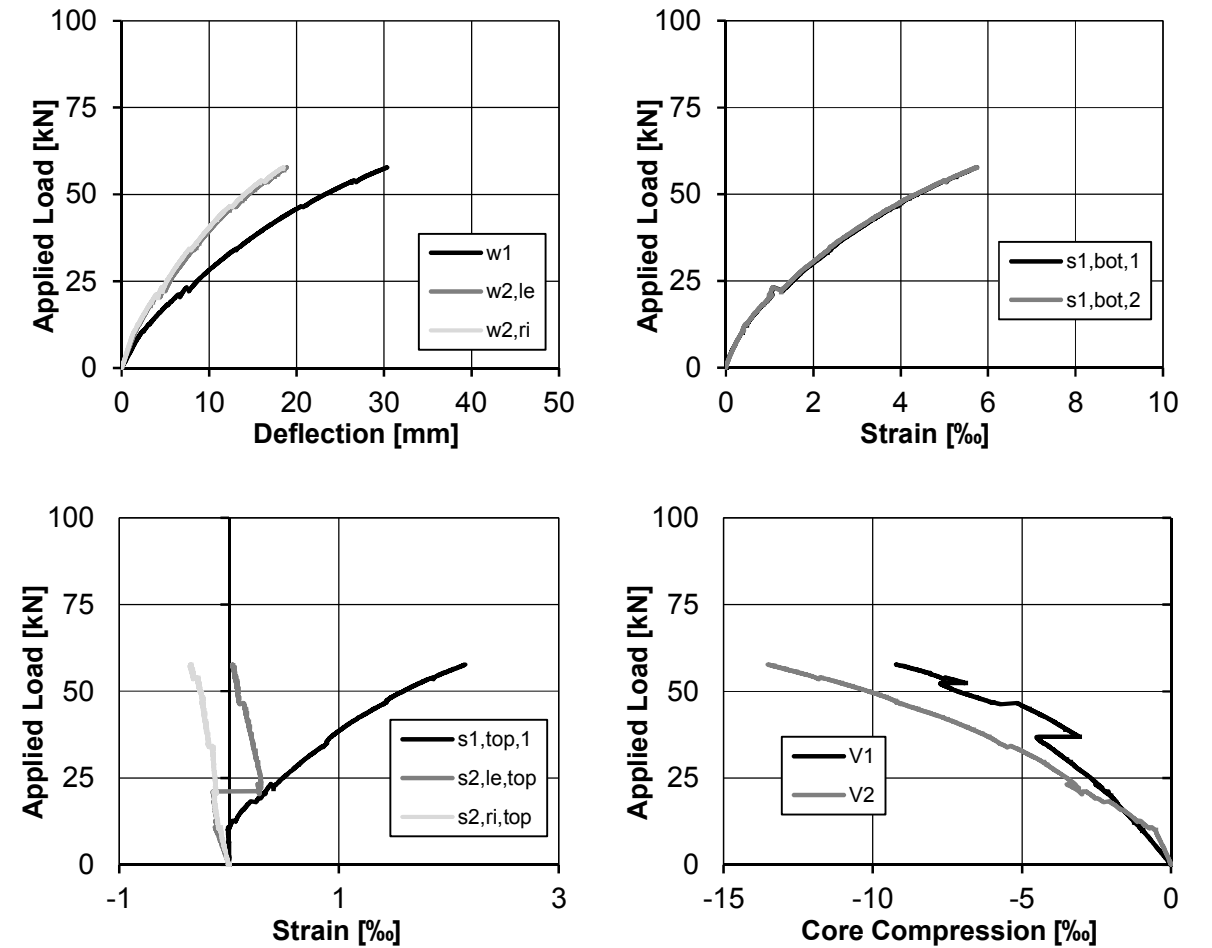 Applied Load [kN]
100
75
50
25
0
w1
w2,le
w2,ri
0 10 20 30 40 50
Deflection [mm]
Applied Load [kN]
100
75
50
25
0
s1,bot,1
s1,bot,2
0 2 4 6 8 10
Strain [‰]
Applied Load [kN]
100
75
50
25
0
s1,top,1
s2,le,top
s2,ri,top
-1 1 3
Strain [‰]
Applied Load [kN]
100
75
50
25
0
V1
V2
-15 -10 -5 0
Core Compression [‰]